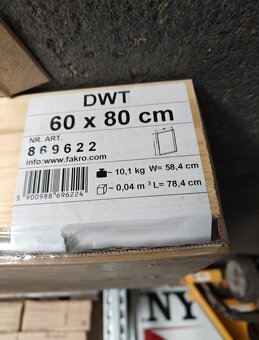 DWT
60 x 80 cm
NR. ART.
869622
info:www.fakro.com
~ 10,1 kg W= 58,4 cm
~ 0,04 m ³ L= 78,4 cm
5 900988 696224
NY